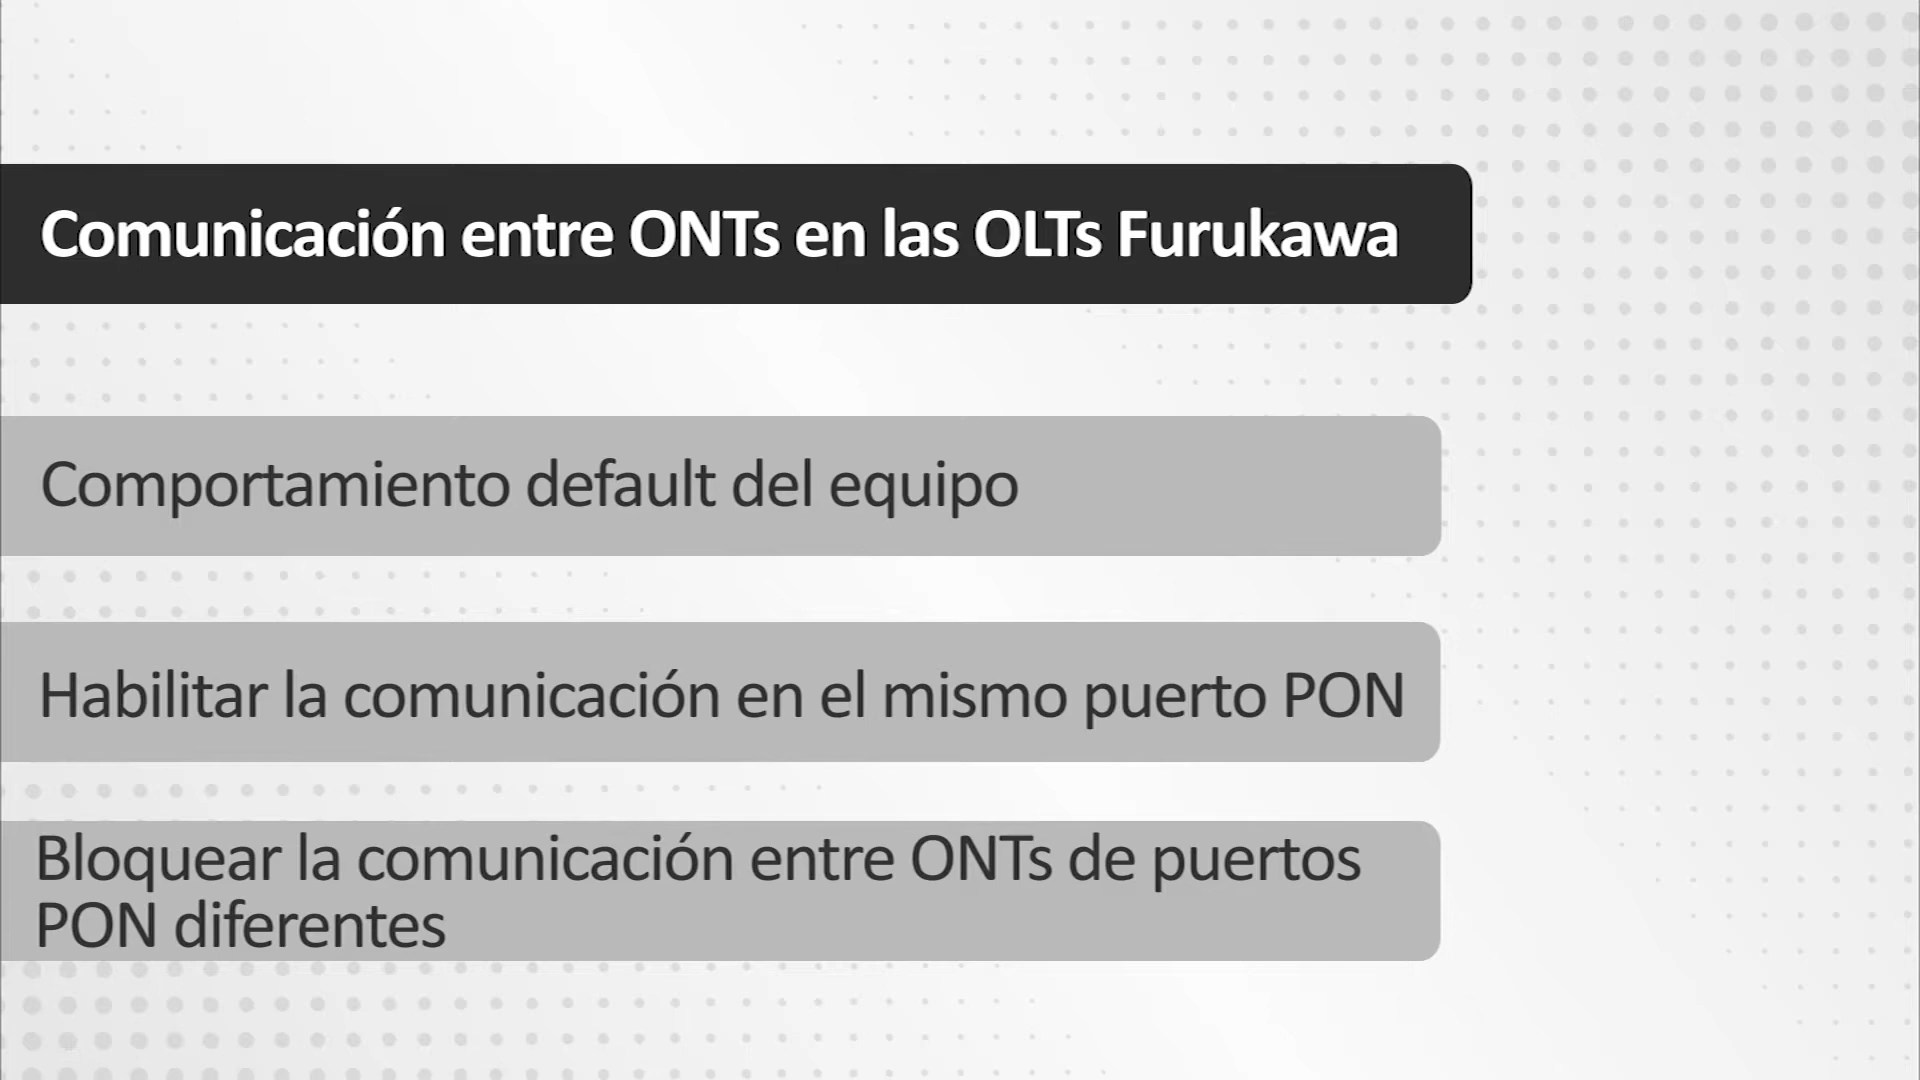 Comunicación entre ONTs en las OLTs Furukawa
Comportamiento default del equipo
Habilitar la comunicación en el mismo puerto PON
Bloquear la comunicación entre ONTs de puertos
PON diferentes